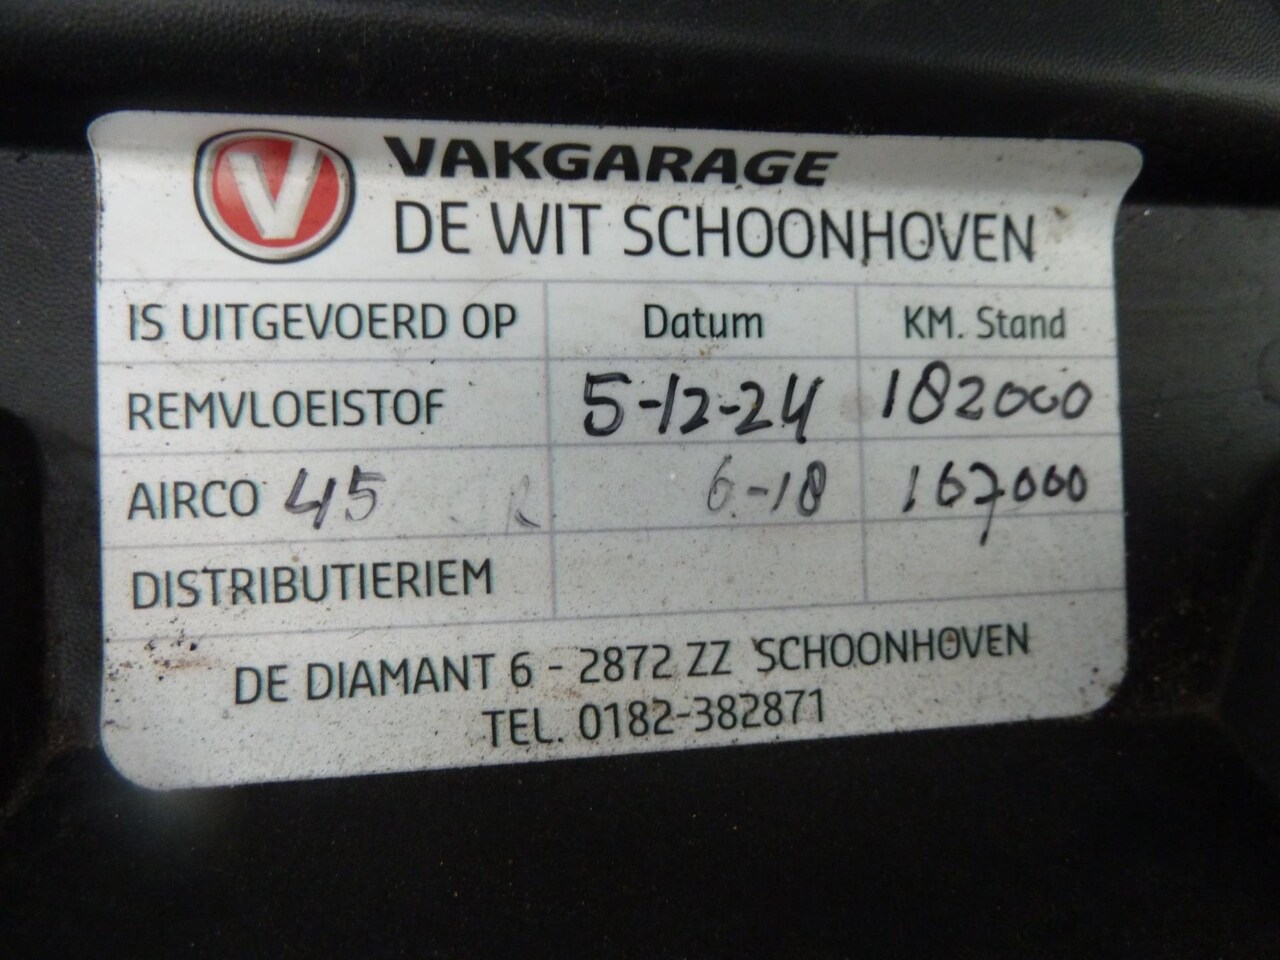 V VAKGARAGE
DE WIT SCHOONHOVEN
IS UITGEVOERD OP Datum KM. Stand
REMVLOEISTOF 5-12-24 182000
AIRCO 45 6-18 167000
DISTRIBUTIERIEM
DE DIAMANT 6 - 2872 ZZ SCHOONHOVEN
TEL. 0182-382871